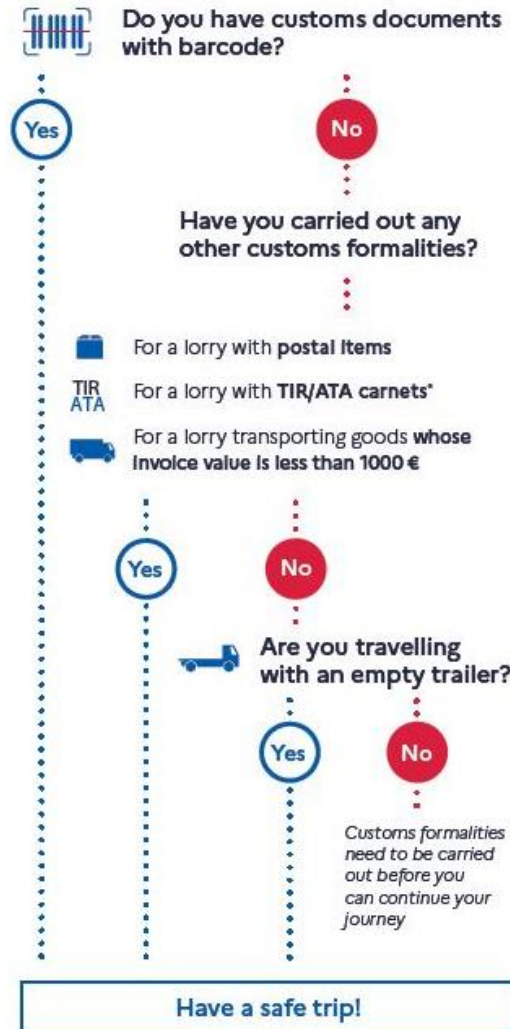 Do you have customs documents
with barcode?
Yes
No
Have you carried out any
other customs formalities?
For a lorry with postal items
TIR
ATA
For a lorry with TIR/ATA carnets*
For a lorry transporting goods whose
invoice value is less than 1000 €
Yes
No
Are you travelling
with an empty trailer?
Yes
No
Customs formalities
need to be carried
out before you
can continue your
journey
Have a safe trip!